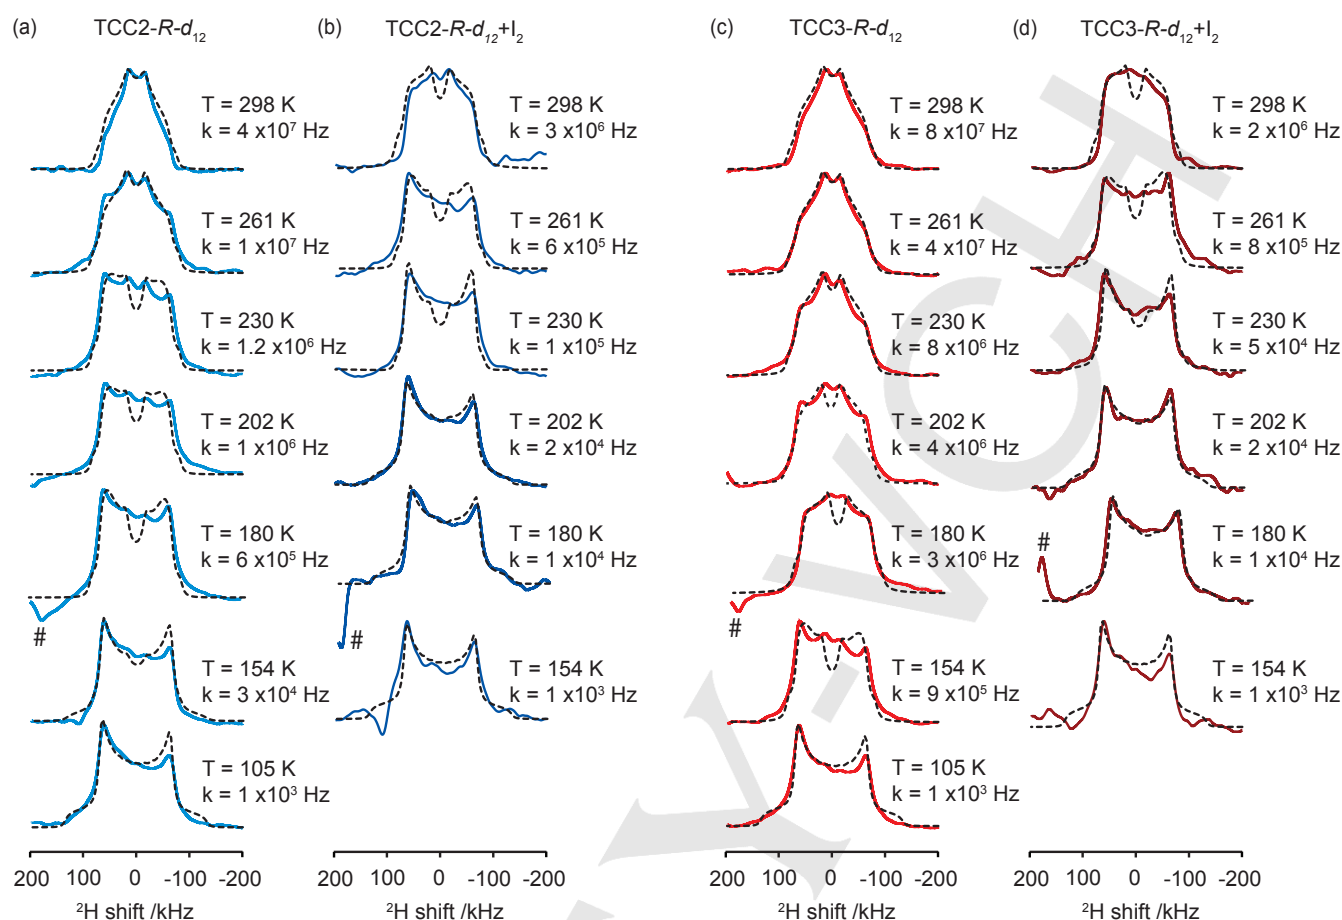 (a) TCC2-R-d12
T = 298 K
k = 4 x10⁷ Hz
T = 261 K
k = 1 x10⁷ Hz
T = 230 K
k = 1.2 x10⁶ Hz
T = 202 K
k = 1 x10⁶ Hz
T = 180 K
k = 6 x10⁵ Hz
#
T = 154 K
k = 3 x10⁴ Hz
T = 105 K
k = 1 x10³ Hz
200 100 0 -100 -200
²H shift /kHz
(b) TCC2-R-d12+I2
T = 298 K
k = 3 x10⁶ Hz
T = 261 K
k = 6 x10⁵ Hz
T = 230 K
k = 1 x10⁵ Hz
T = 202 K
k = 2 x10⁴ Hz
T = 180 K
k = 1 x10⁴ Hz
#
T = 154 K
k = 1 x10³ Hz
200 100 0 -100 -200
²H shift /kHz
(c) TCC3-R-d12
T = 298 K
k = 8 x10⁷ Hz
T = 261 K
k = 4 x10⁷ Hz
T = 230 K
k = 8 x10⁶ Hz
T = 202 K
k = 4 x10⁶ Hz
T = 180 K
k = 3 x10⁶ Hz
#
T = 154 K
k = 9 x10⁵ Hz
T = 105 K
k = 1 x10³ Hz
200 100 0 -100 -200
²H shift /kHz
(d) TCC3-R-d12+I2
T = 298 K
k = 2 x10⁶ Hz
T = 261 K
k = 8 x10⁵ Hz
T = 230 K
k = 5 x10⁴ Hz
T = 202 K
k = 2 x10⁴ Hz
#
T = 180 K
k = 1 x10⁴ Hz
T = 154 K
k = 1 x10³ Hz
200 100 0 -100 -200
²H shift /kHz
Y-VCH